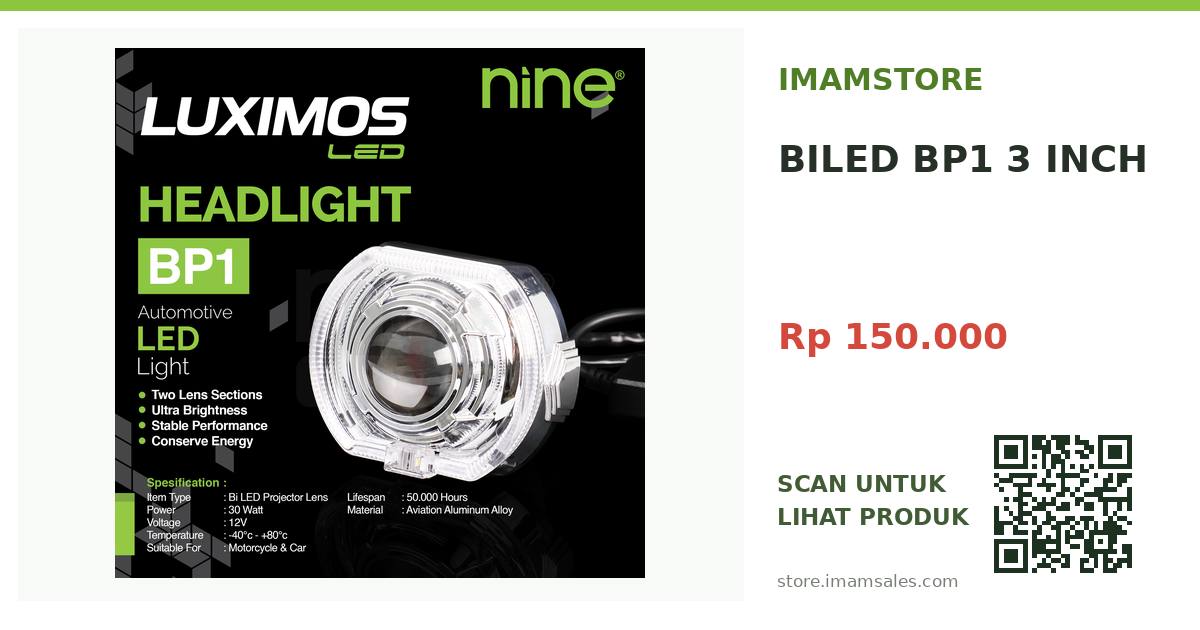 nine®
LUXIMOS
LED
HEADLIGHT
BP1
Automotive
LED
Light
Two Lens Sections
Ultra Brightness
Stable Performance
Conserve Energy
Spesification :
Item Type : Bi LED Projector Lens
Power : 30 Watt
Voltage : 12V
Temperature : -40°c - +80°c
Suitable For : Motorcycle & Car
Lifespan : 50.000 Hours
Material : Aviation Aluminum Alloy
IMAMSTORE
BILED BP1 3 INCH
Rp 150.000
SCAN UNTUK
LIHAT PRODUK
store.imamsales.com